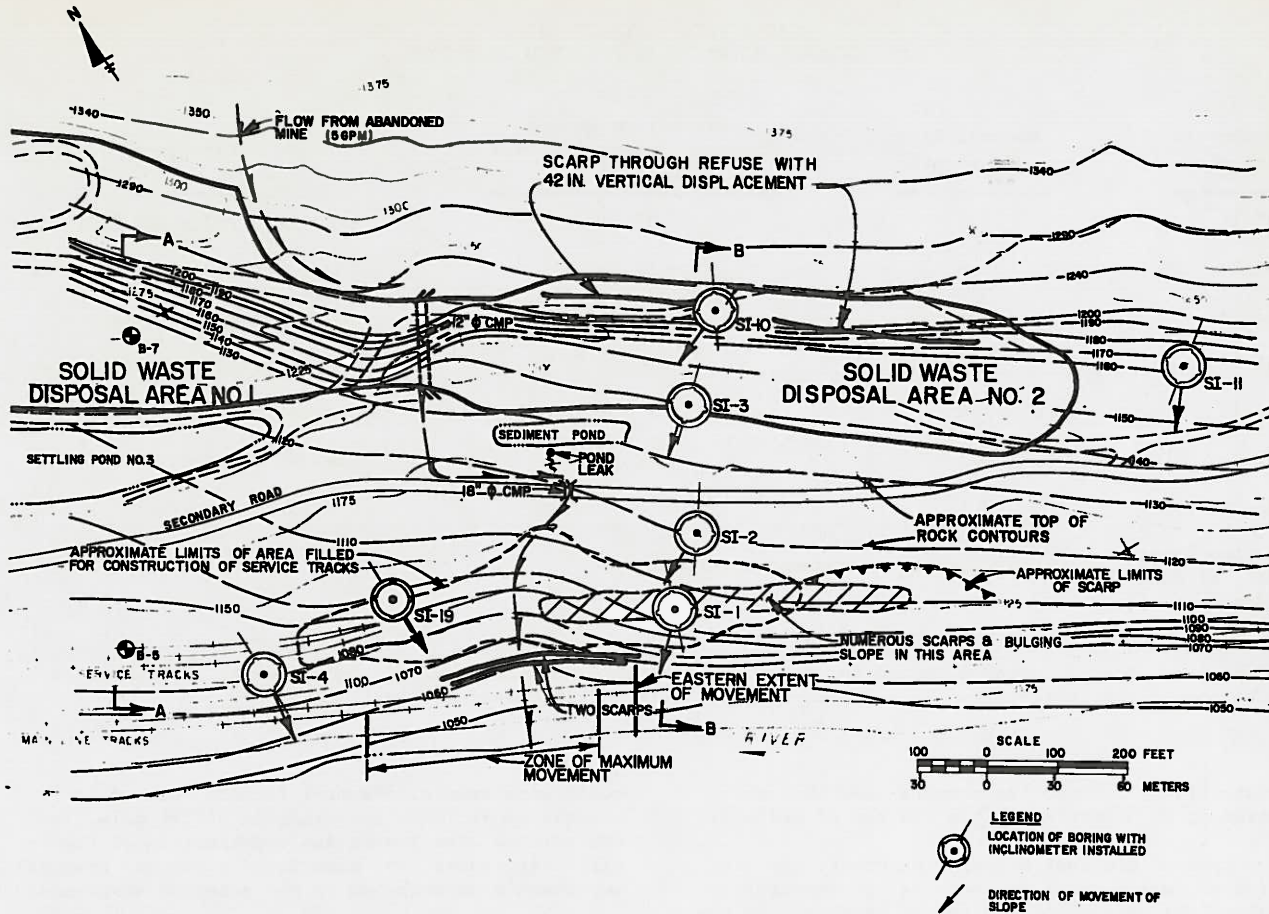 N
1375
1340
1350
FLOW FROM ABANDONED
MINE (5GPM)
1375
SCARP THROUGH REFUSE WITH
42 IN. VERTICAL DISPLACEMENT
1340
1290
1300
1300
1290
A
B
1240
1200
1190
1180
1170
1160
1150
1140
1130
1275
1200
1190
1180
1170
1160
12" Φ CMP
SI-10
B-7
SOLID WASTE
DISPOSAL AREA NO. 1
1225
SOLID WASTE
DISPOSAL AREA NO. 2
SI-11
SI-3
1150
1120
SEDIMENT POND
POND
LEAK
SETTLING POND NO.3
18" Φ CMP
SECONDARY ROAD
1175
1130
APPROXIMATE TOP OF
ROCK CONTOURS
SI-2
1110
1120
APPROXIMATE LIMITS OF AREA FILLED
FOR CONSTRUCTION OF SERVICE TRACKS
APPROXIMATE LIMITS
OF SCARP
1150
SI-19
SI-1
1110
1100
1090
1080
1070
NUMEROUS SCARPS & BULGING
SLOPE IN THIS AREA
B-5
SI-4
1080
1100
1070
1060
EASTERN EXTENT
OF MOVEMENT
1060
A
TWO SCARPS
1050
1050
B
RIVER
ZONE OF MAXIMUM
MOVEMENT
SCALE
100 0 100 200 FEET
30 0 30 60 METERS
LEGEND
LOCATION OF BORING WITH
INCLINOMETER INSTALLED
DIRECTION OF MOVEMENT OF
SLOPE